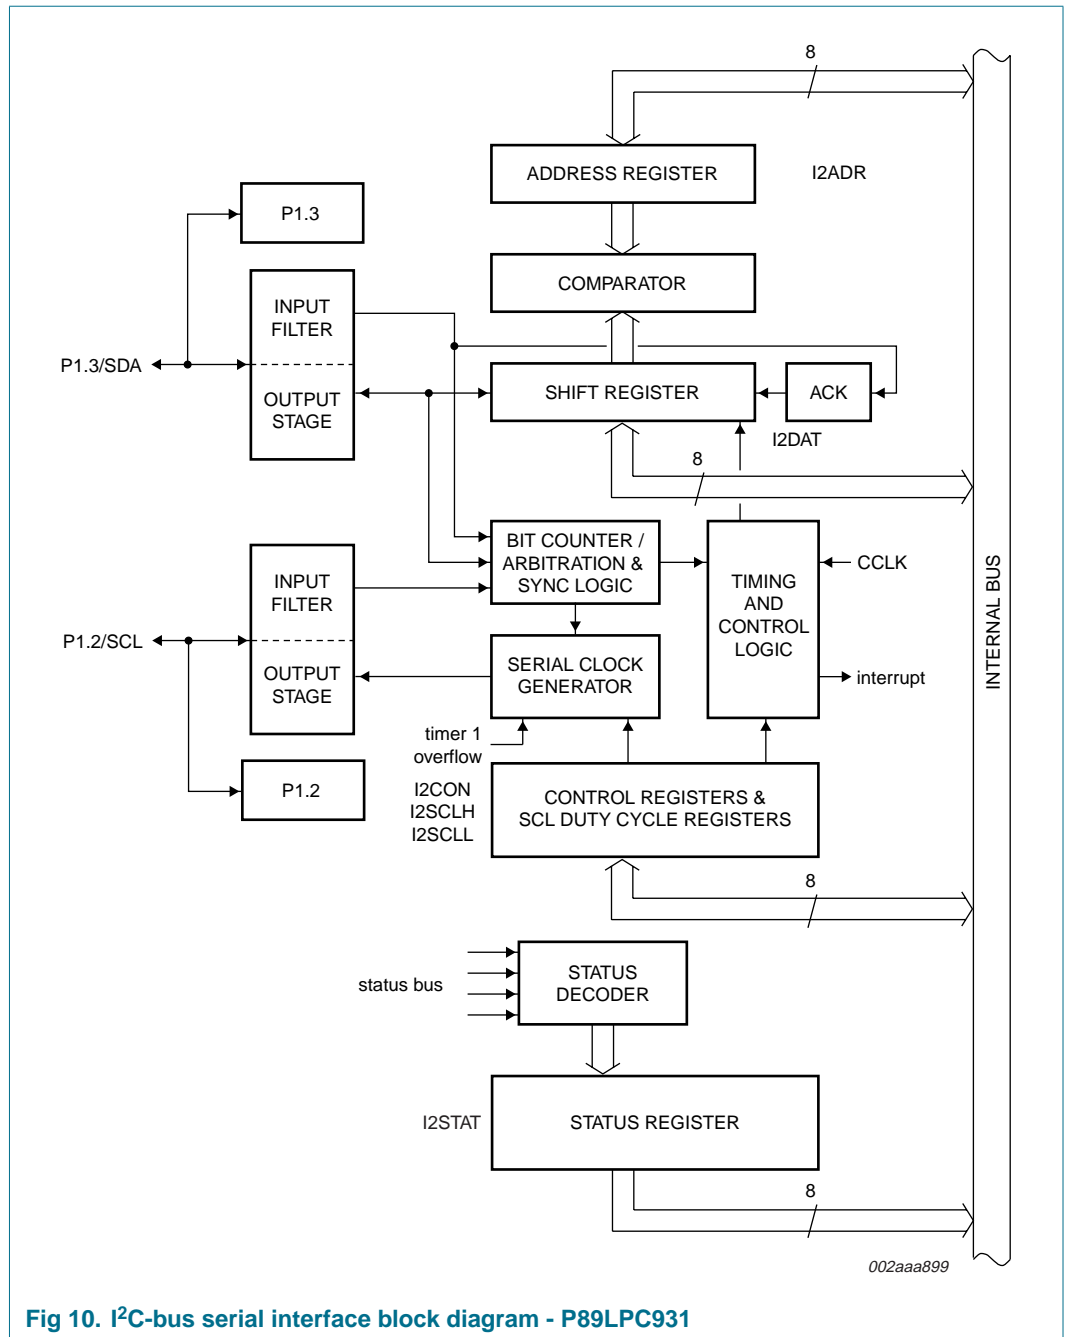 8
ADDRESS REGISTER
I2ADR
P1.3
COMPARATOR
INPUT
FILTER
P1.3/SDA
OUTPUT
STAGE
SHIFT REGISTER
ACK
I2DAT
8
BIT COUNTER /
ARBITRATION &
SYNC LOGIC
INPUT
FILTER
TIMING
AND
CONTROL
LOGIC
CCLK
INTERNAL BUS
P1.2/SCL
OUTPUT
STAGE
SERIAL CLOCK
GENERATOR
interrupt
timer 1
overflow
P1.2
I2CON
I2SCLH
I2SCLL
CONTROL REGISTERS &
SCL DUTY CYCLE REGISTERS
8
status bus
STATUS
DECODER
I2STAT
STATUS REGISTER
8
002aaa899
Fig 10. I²C-bus serial interface block diagram - P89LPC931